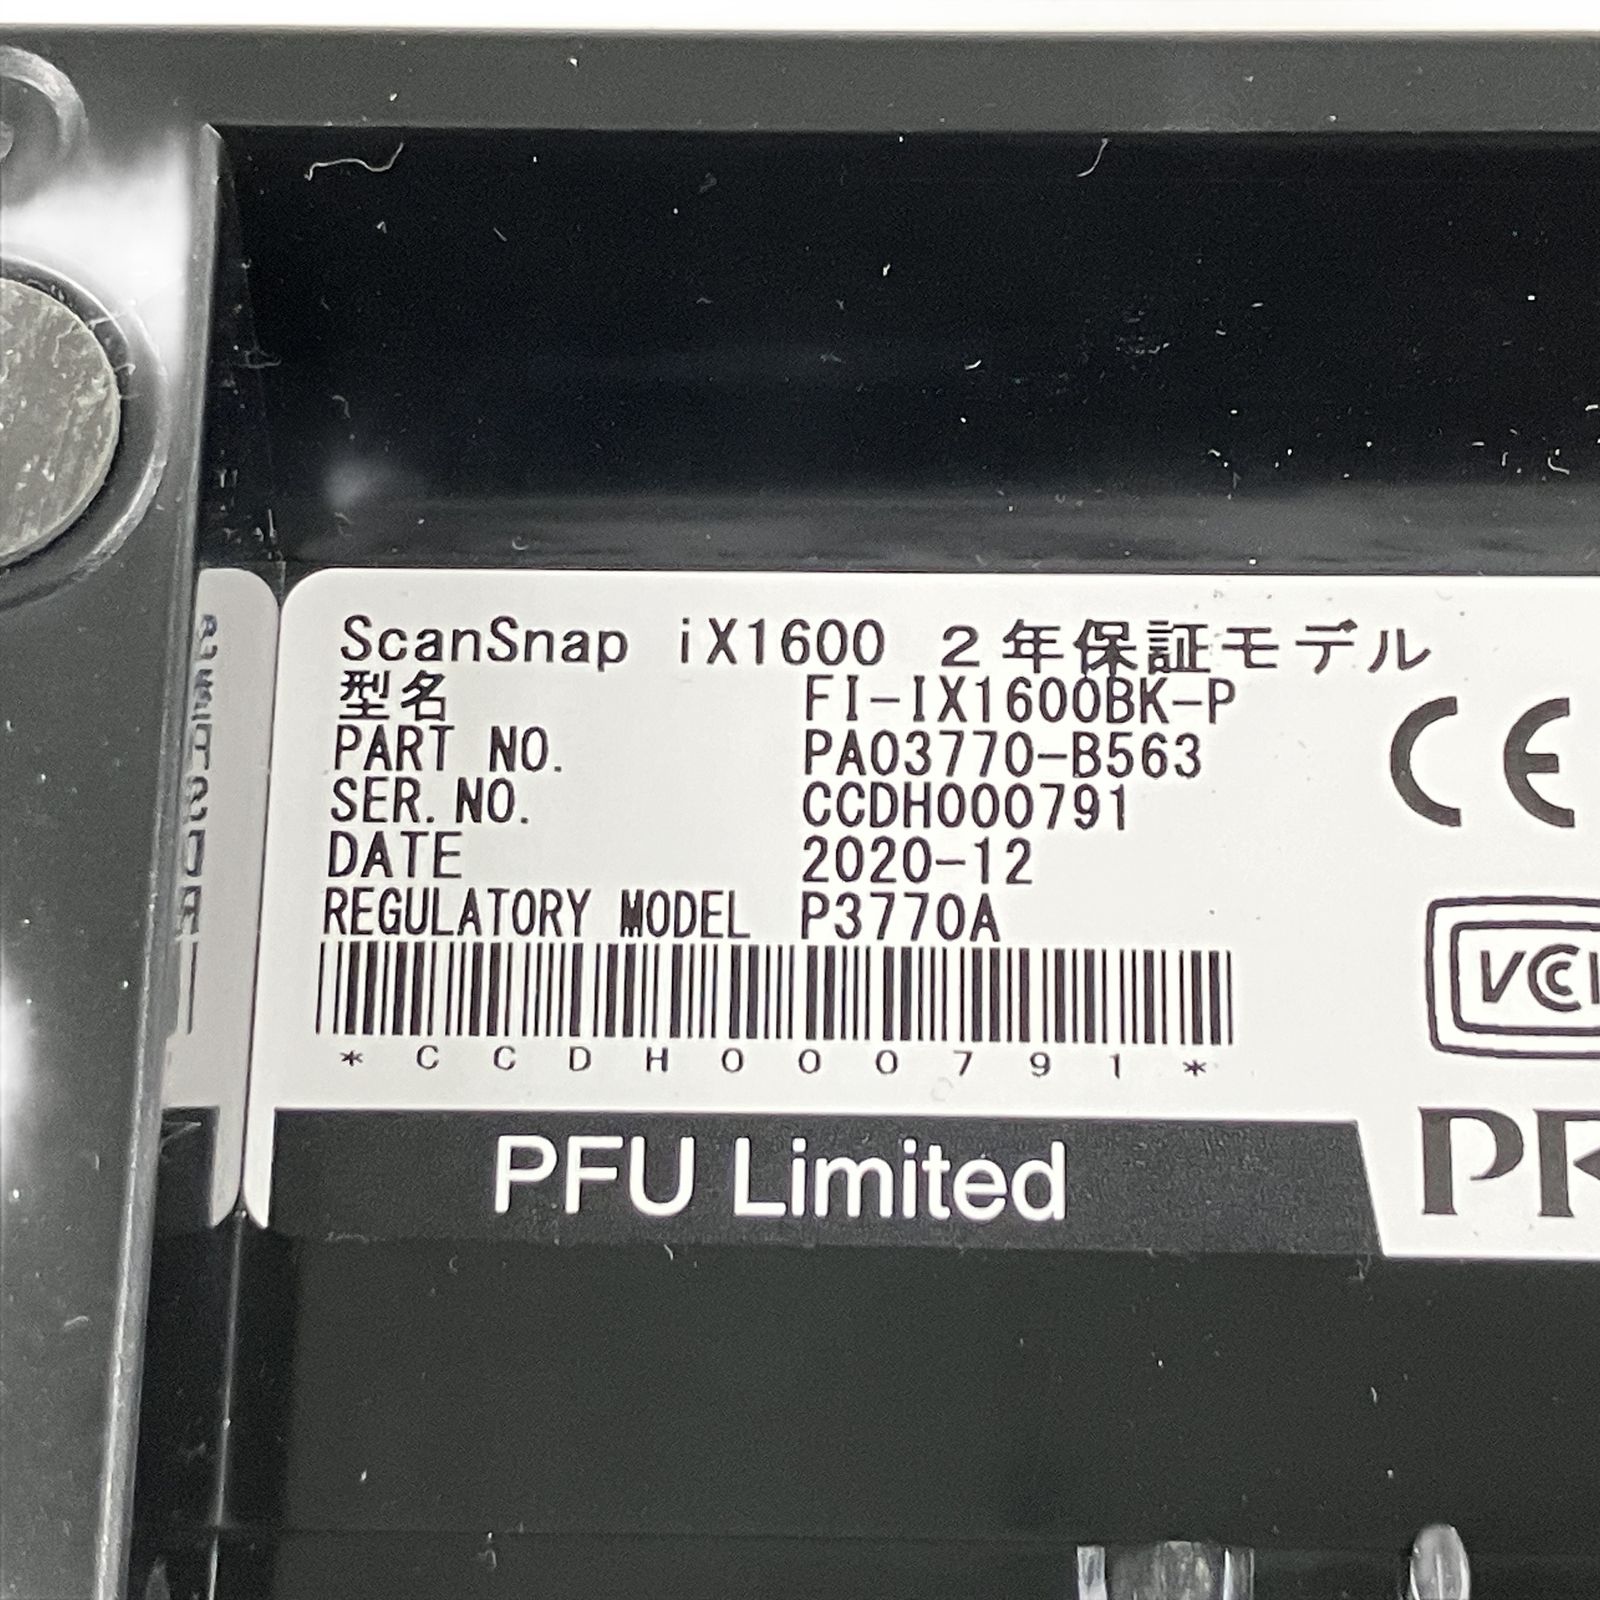 ScanSnap iX1600 2年保証モデル
型名 FI-IX1600BK-P
PART NO. PA03770-B563
SER.NO. CCDH000791
DATE 2020-12
REGULATORY MODEL P3770A
*CCDH000791*
PFU Limited
CE